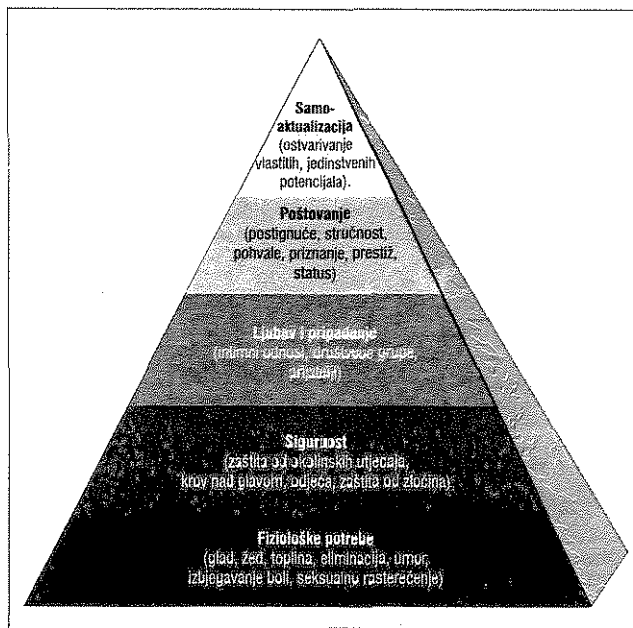 Samo-
aktualizacija
(ostvarivanje
vlastitih, jedinstvenih
potencijala).
Poštovanje
(postignuće, stručnost,
pohvale, priznanje, prestiž,
status)
Ljubav i pripadanje
(intimni odnosi, društvene grupe,
prijatelji)
Sigurnost
(zaštita od okolinskih utjecaja,
krov nad glavom, odjeća, zaštita od zločina)
Fiziološke potrebe
(glad, žeđ, toplina, eliminacija, umor,
izbjegavanje boli, seksualno rasterećenje)